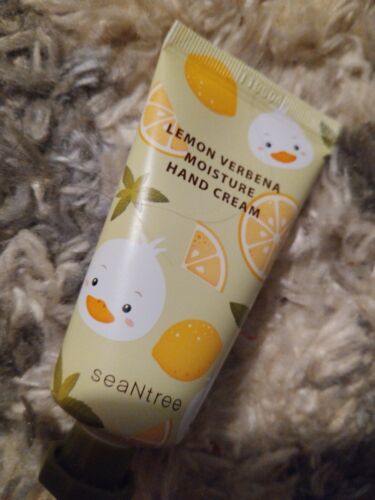 LEMON VERBENA
MOISTURE
HAND CREAM
seaNtree